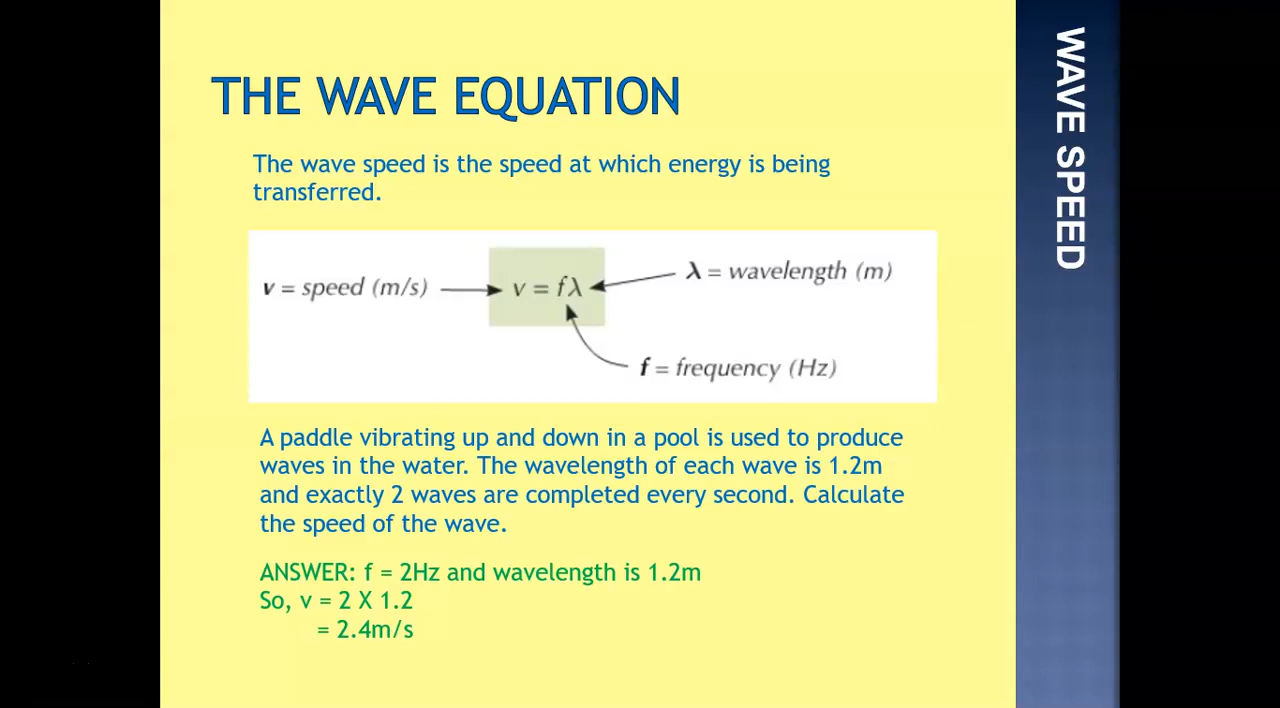 THE WAVE EQUATION
The wave speed is the speed at which energy is being
transferred.
v = speed (m/s)
v = fλ
λ = wavelength (m)
f = frequency (Hz)
A paddle vibrating up and down in a pool is used to produce
waves in the water. The wavelength of each wave is 1.2m
and exactly 2 waves are completed every second. Calculate
the speed of the wave.
ANSWER: f = 2Hz and wavelength is 1.2m
So, v = 2 X 1.2
= 2.4m/s
WAVE SPEED